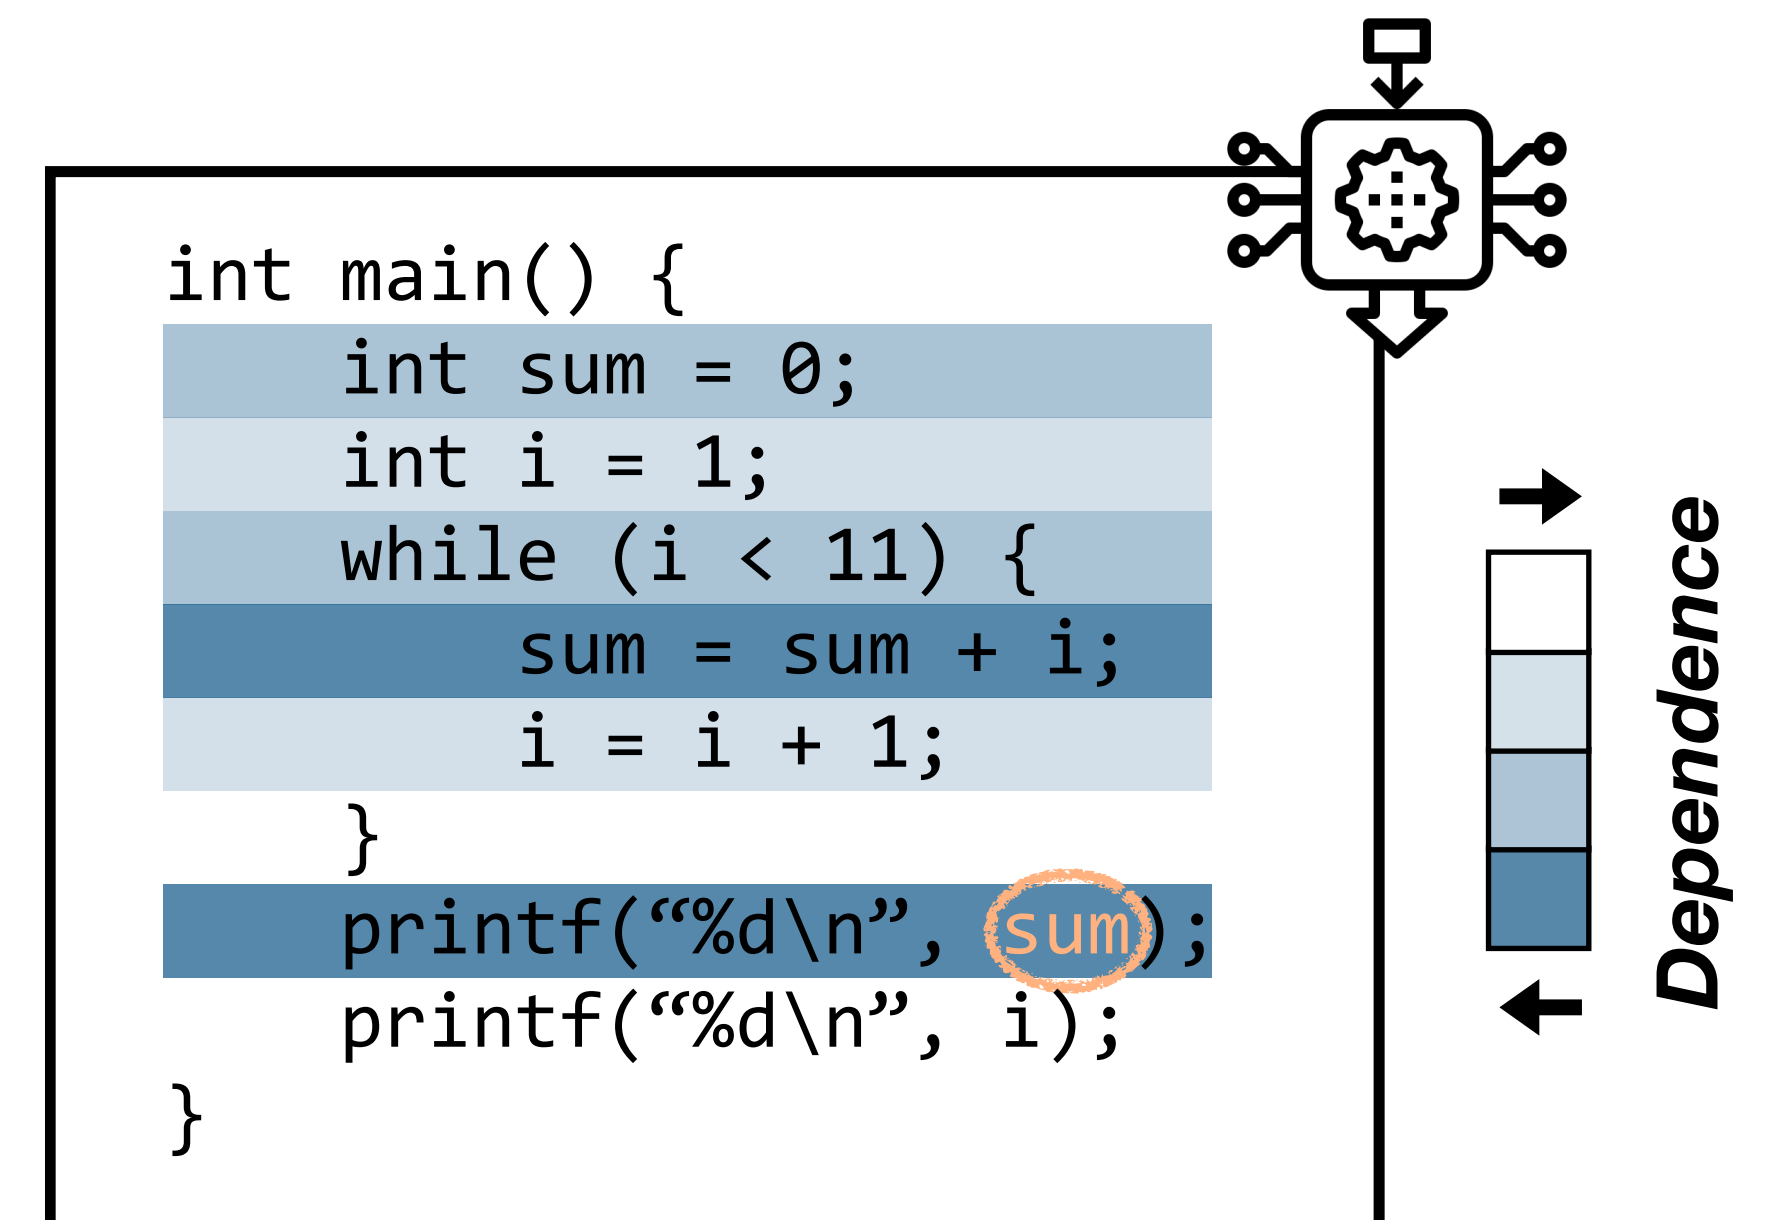 int main() {
    int sum = 0;
    int i = 1;
    while (i < 11) {
        sum = sum + i;
        i = i + 1;
    }
    printf(“%d\n”, sum);
    printf(“%d\n”, i);
}
Dependence